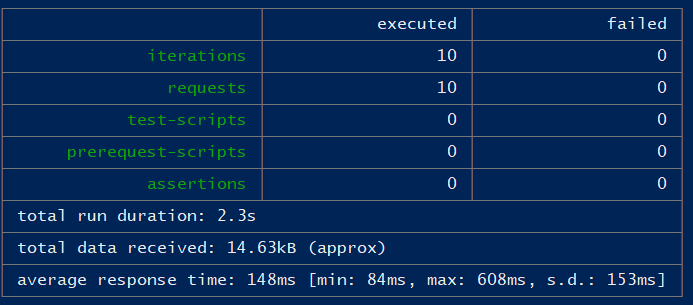 executed failed
iterations 10 0
requests 10 0
test-scripts 0 0
prerequest-scripts 0 0
assertions 0 0
total run duration: 2.3s
total data received: 14.63kB (approx)
average response time: 148ms [min: 84ms, max: 608ms, s.d.: 153ms]